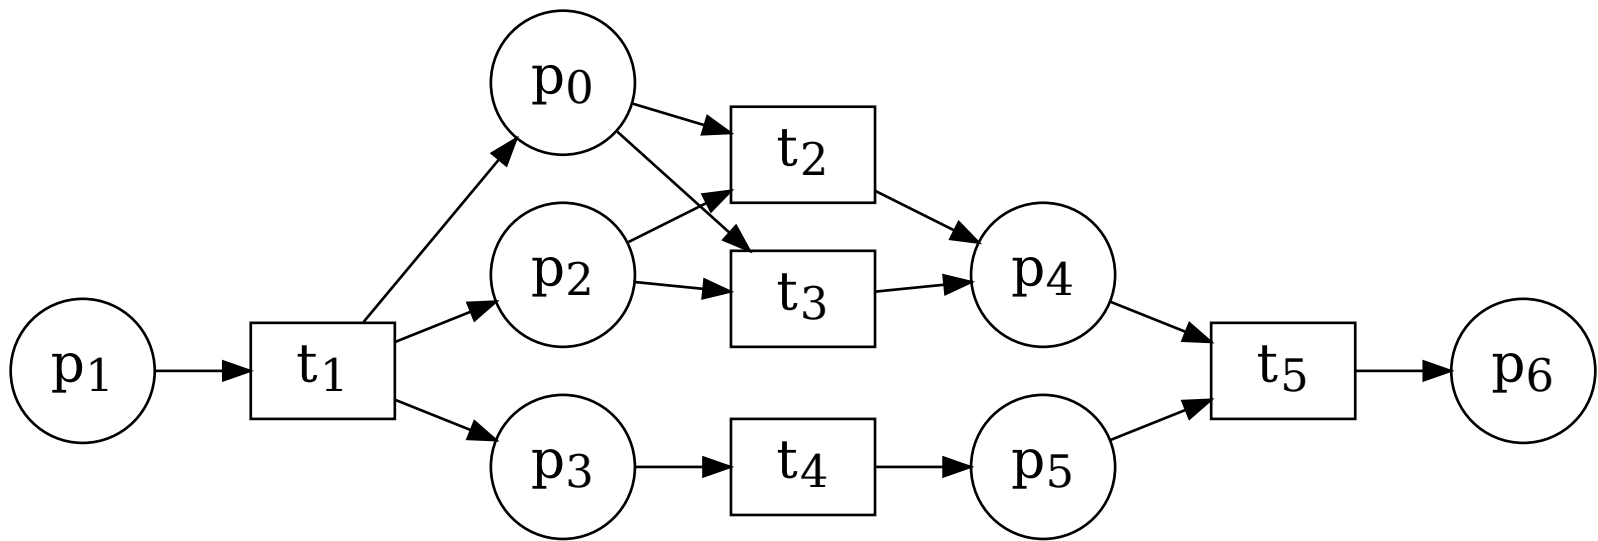 p₀
t₂
p₂
p₄
t₃
p₁
t₁
t₅
p₆
p₃
t₄
p₅